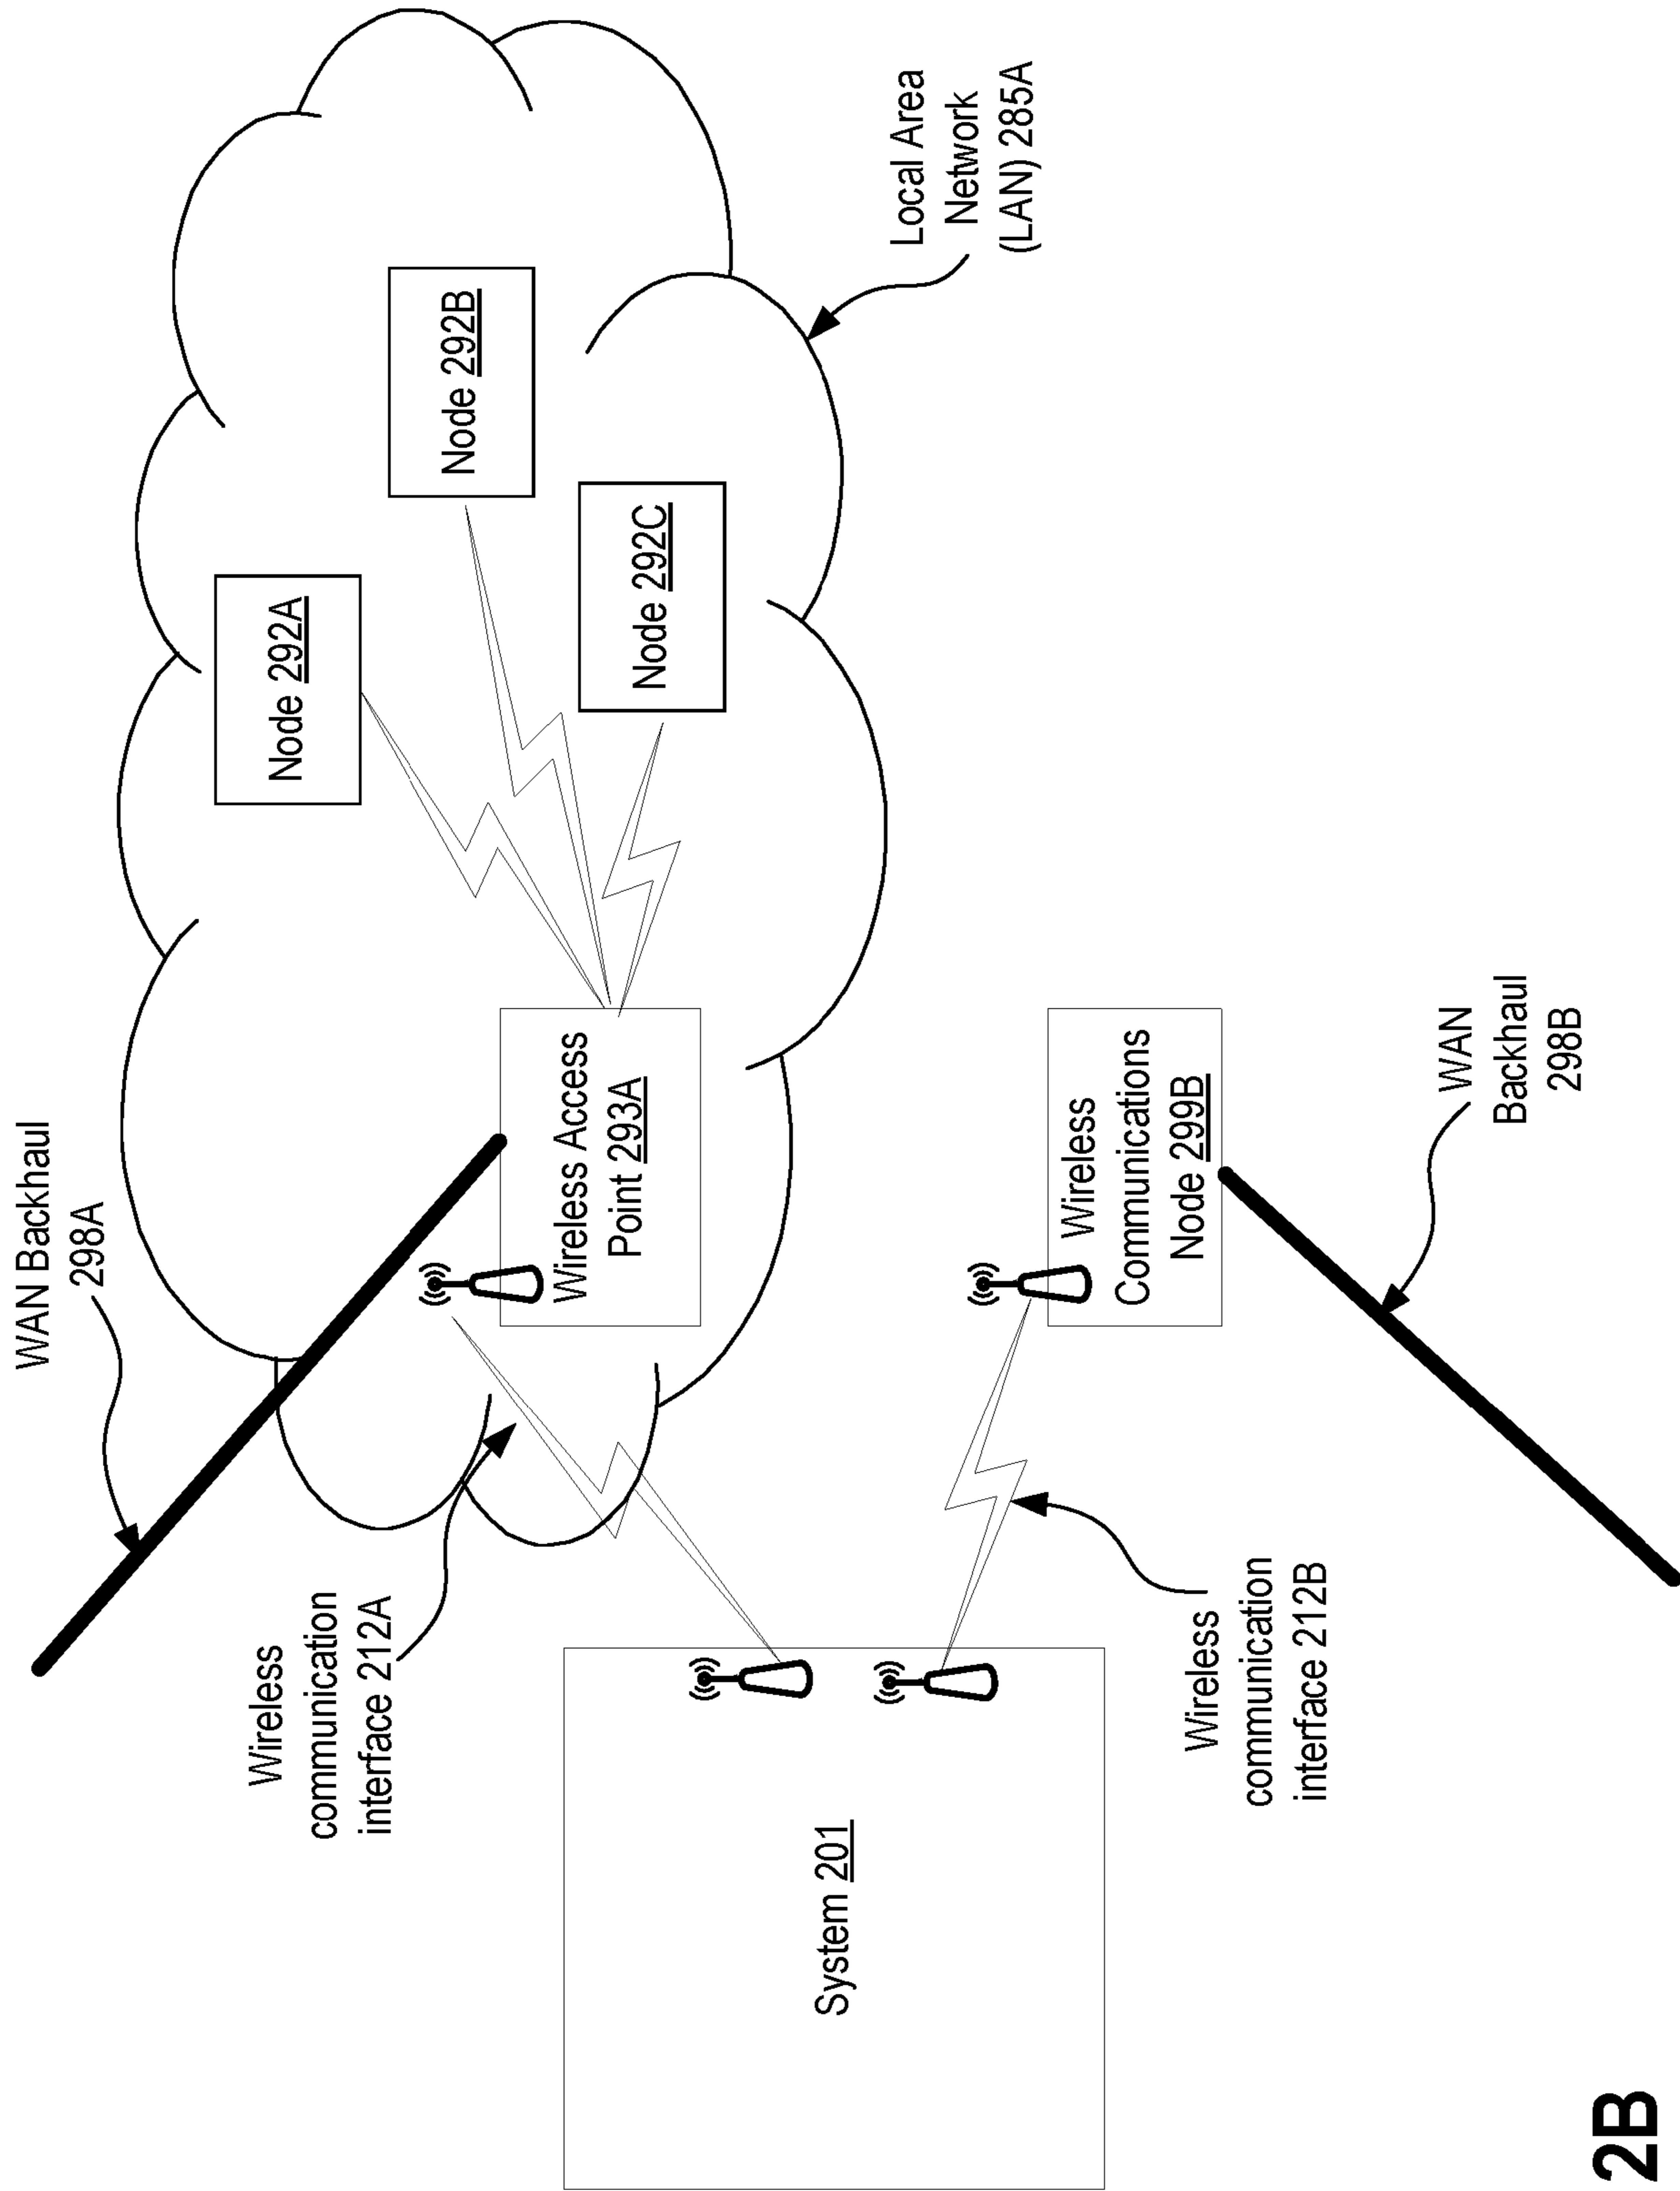 WAN Backhaul
298A
Wireless
communication
interface 212A
Node 292A
Node 292B
Node 292C
Wireless Access
Point 293A
Local Area
Network
(LAN) 285A
System 201
Wireless
Communications
Node 299B
Wireless
communication
interface 212B
WAN
Backhaul
298B
2B